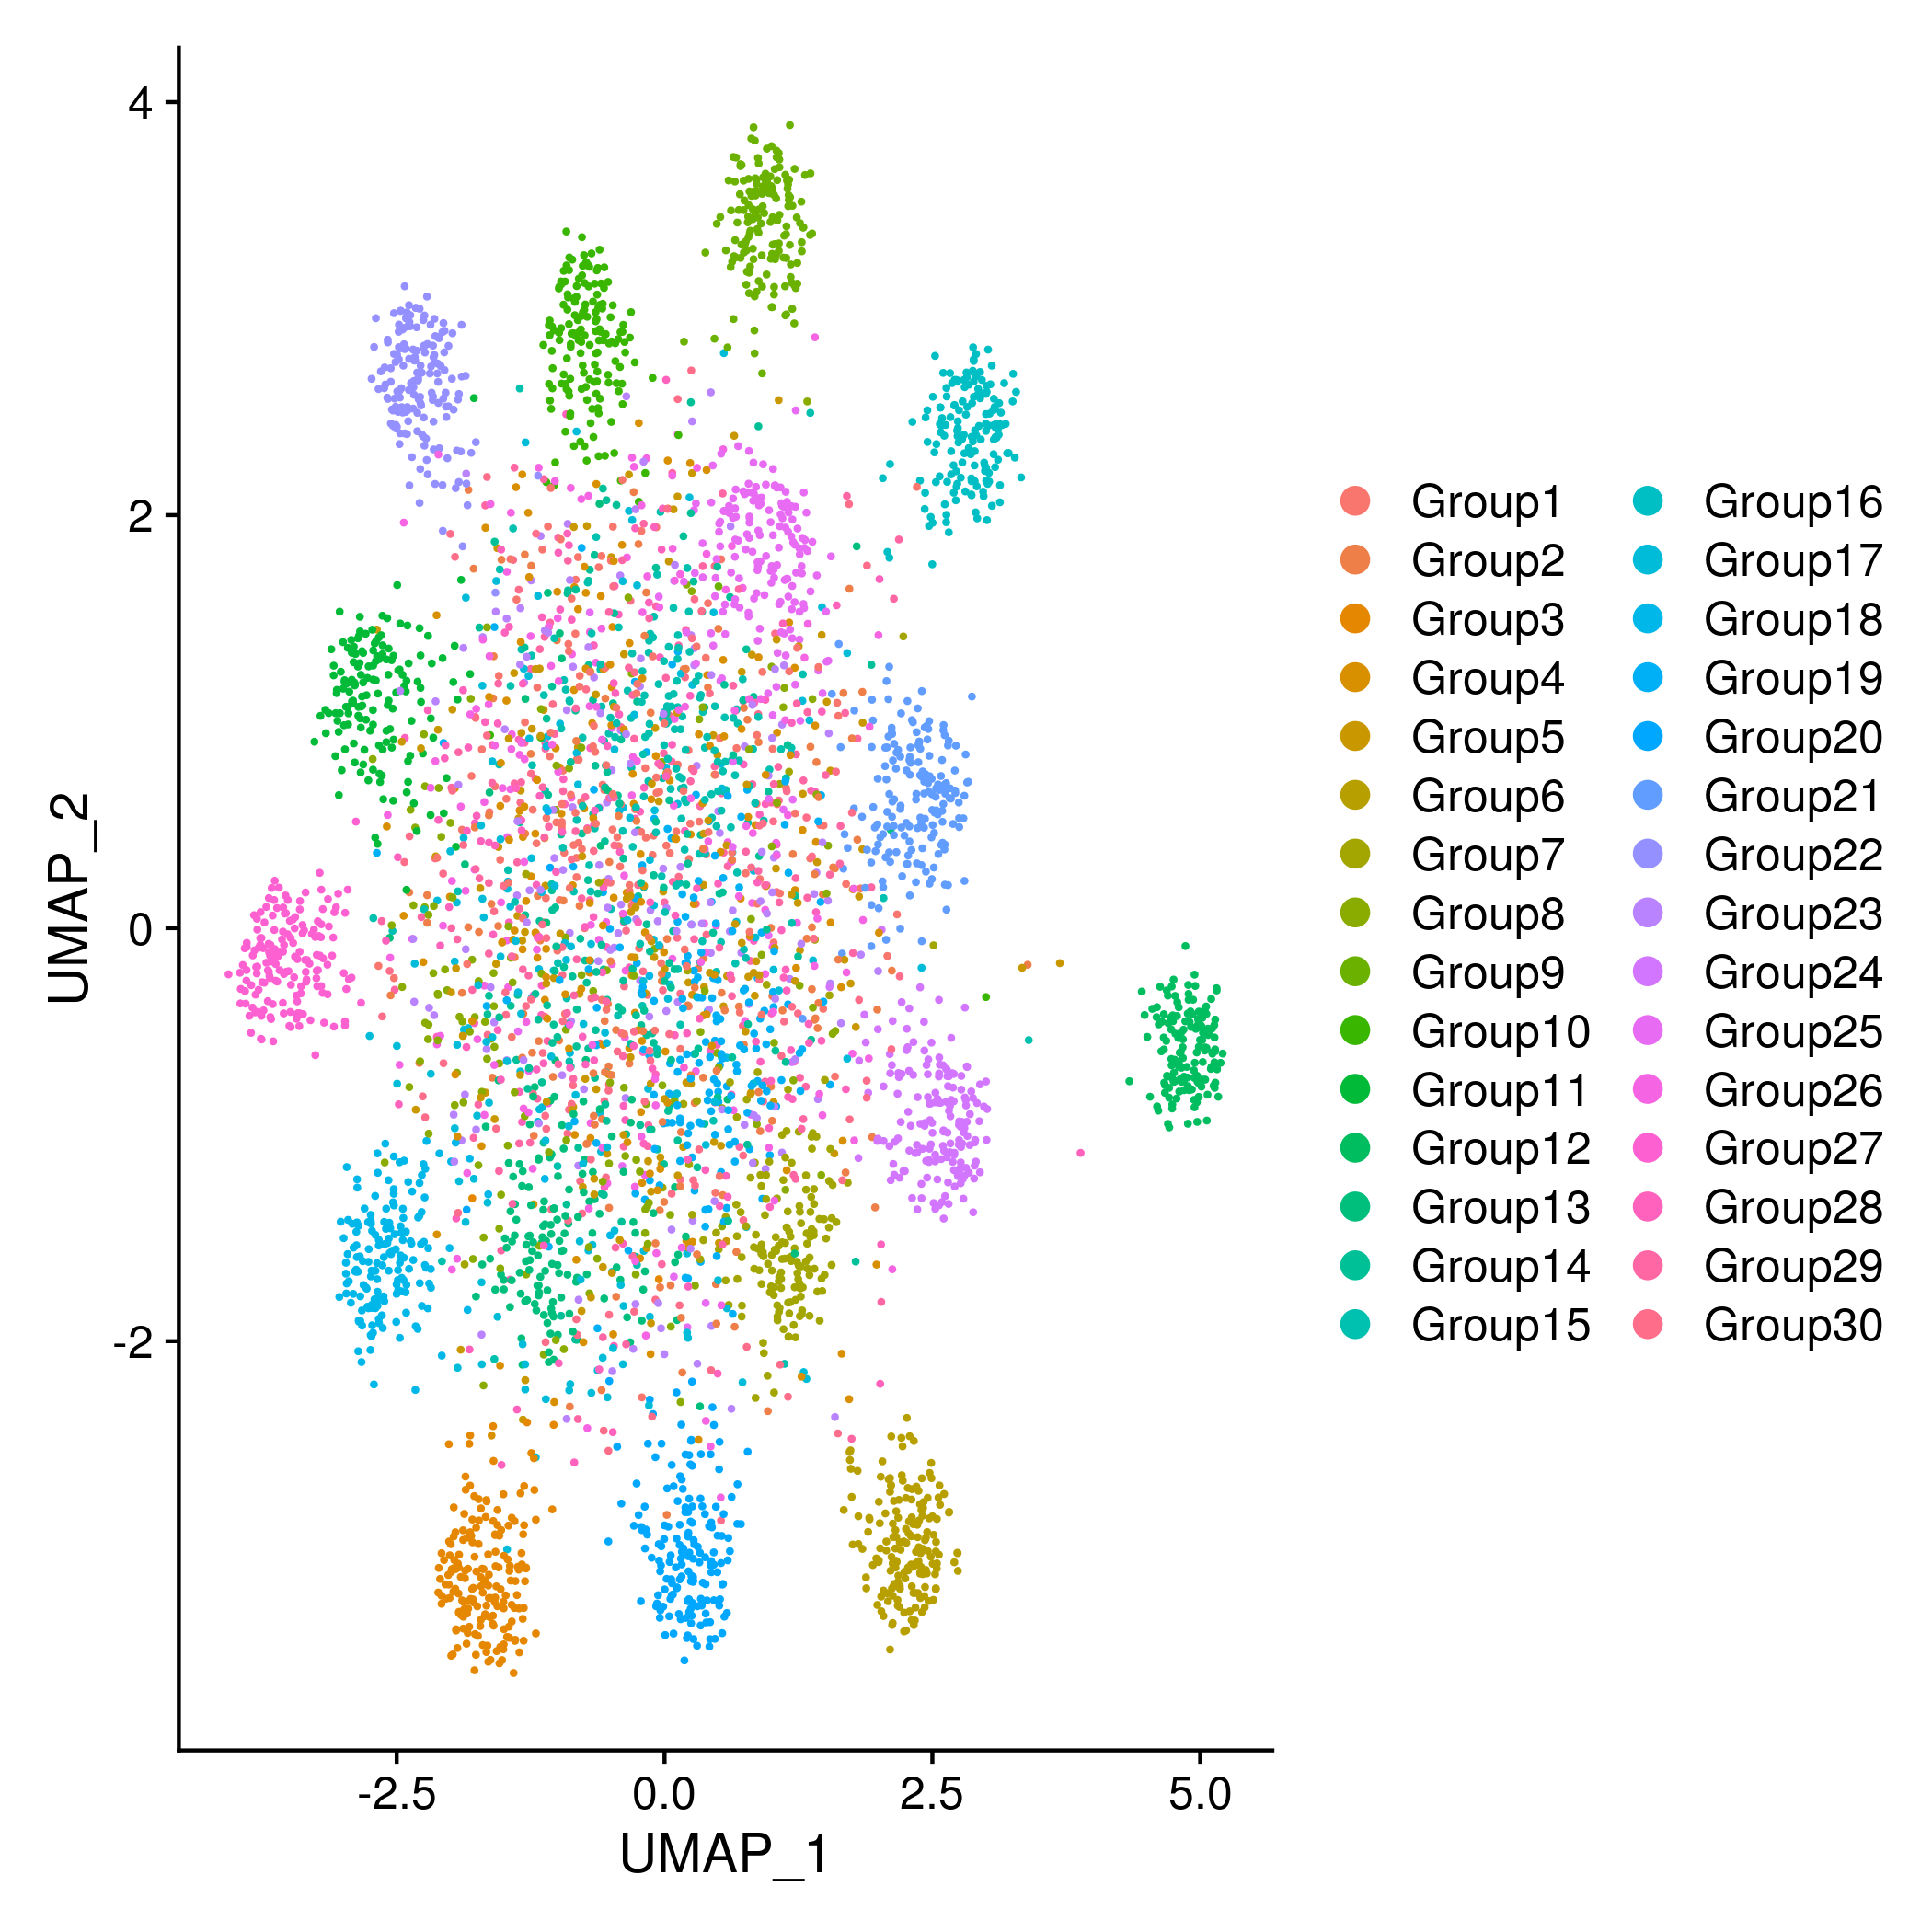 4
2
0
-2
UMAP_2
-2.5 0.0 2.5 5.0
UMAP_1
Group1 Group16
Group2 Group17
Group3 Group18
Group4 Group19
Group5 Group20
Group6 Group21
Group7 Group22
Group8 Group23
Group9 Group24
Group10 Group25
Group11 Group26
Group12 Group27
Group13 Group28
Group14 Group29
Group15 Group30